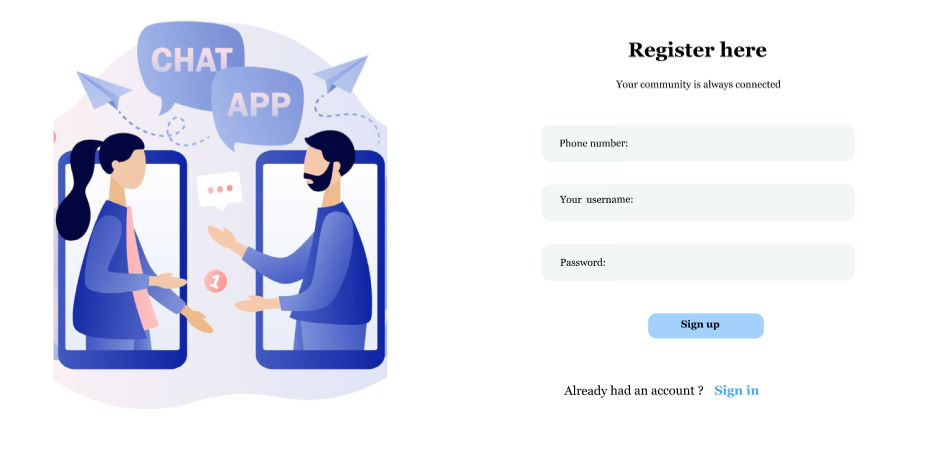 CHAT
APP
1
Register here
Your community is always connected
Phone number:
Your username:
Password:
Sign up
Already had an account ? Sign in